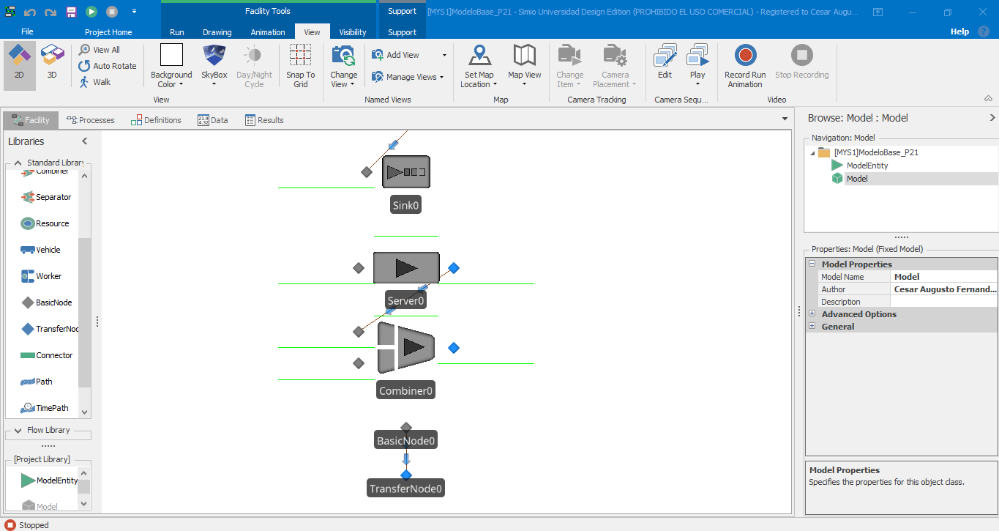 Facility Tools
Support
[MYS1]ModeloBase_P21 - Simio Universidad Design Edition (PROHIBIDO EL USO COMERCIAL) - Registered to Cesar Augu...
File
Project Home
Run
Drawing
Animation
View
Visibility
Support
Help
2D
3D
View All
Auto Rotate
Walk
Background Color
SkyBox
Day/Night Cycle
Snap To Grid
Change View
Add View
Manage Views
Set Map Location
Map View
Change Item
Camera Placement
Edit
Play
Record Run Animation
Stop Recording
View
Named Views
Map
Camera Tracking
Camera Sequ...
Video
Facility
Processes
Definitions
21.9
4.32
Data
Results
Libraries
Standard Library
Combiner
Separator
Resource
Vehicle
Worker
BasicNode
TransferNod
Connector
Path
TimePath
Flow Library
[Project Library]
ModelEntity
Model
Sink0
Server0
Combiner0
BasicNode0
TransferNode0
Browse: Model : Model
Navigation: Model
[MYS1]ModeloBase_P21
ModelEntity
Model
Properties: Model (Fixed Model)
Model Properties
Model Name Model
Author Cesar Augusto Fernand...
Description
Advanced Options
General
Model Properties
Specifies the properties for this object class.
Stopped